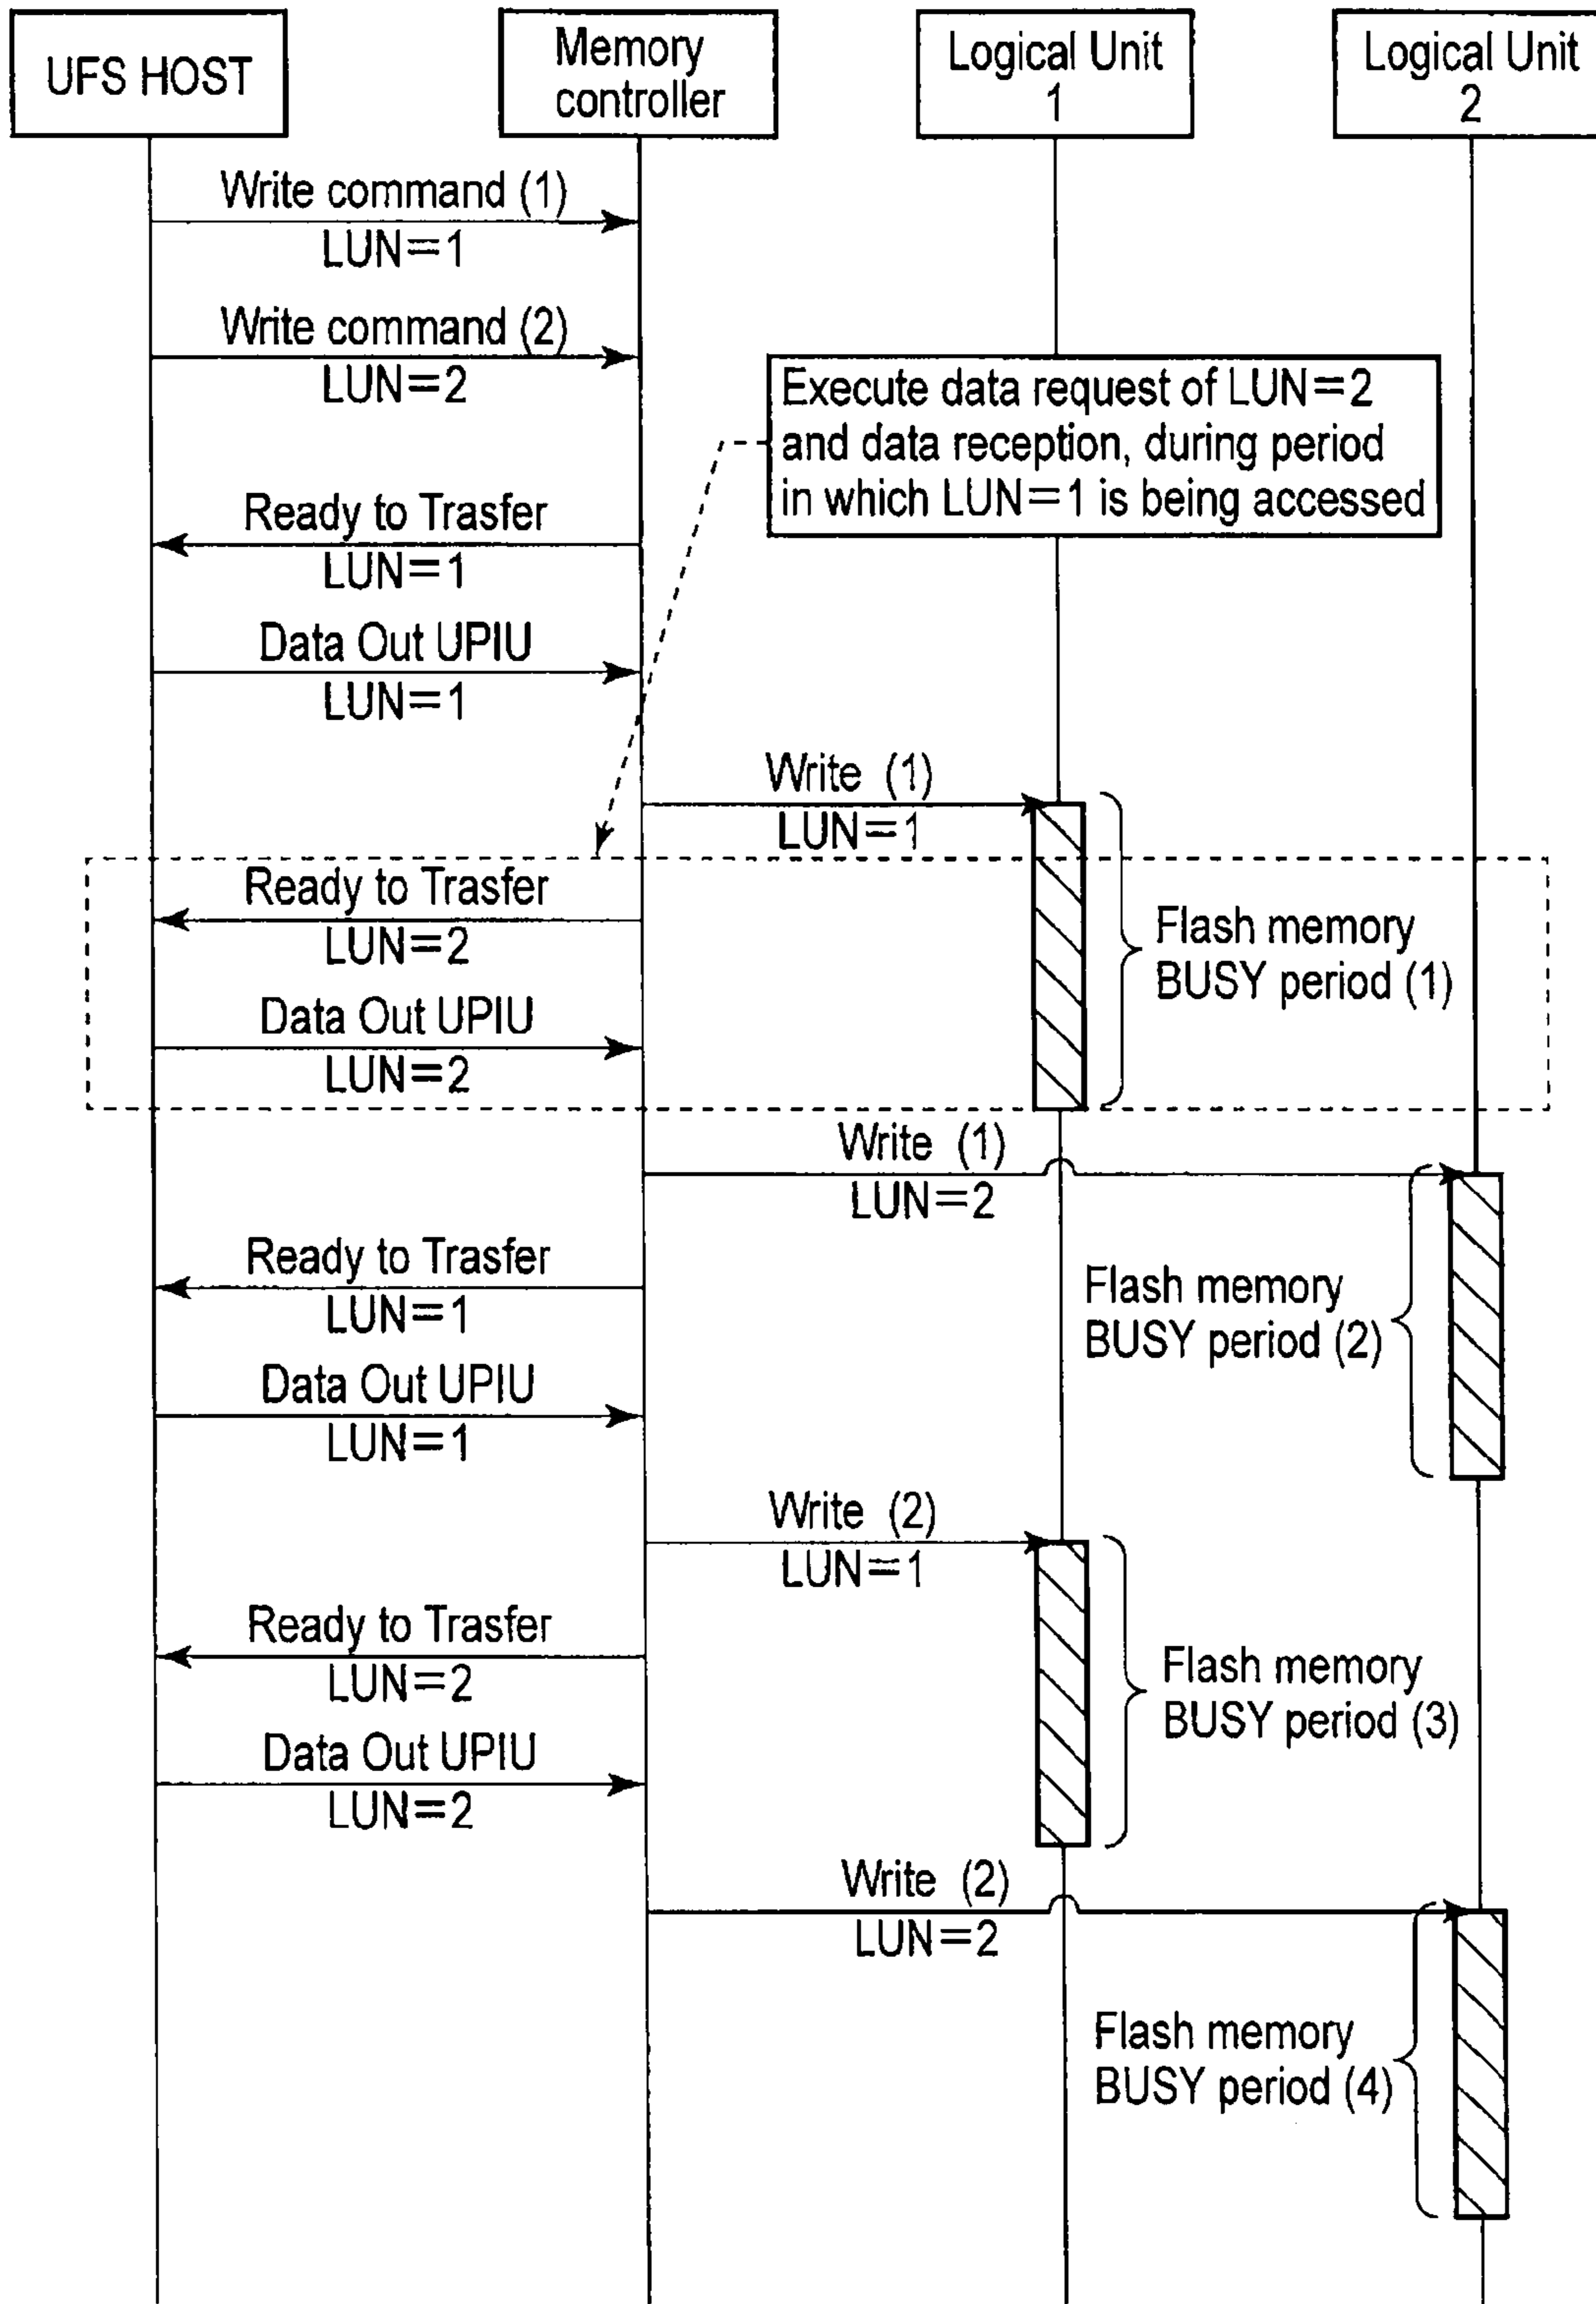 UFS HOST
Memory
controller
Logical Unit
1
Logical Unit
2
Write command (1)
LUN=1
Write command (2)
LUN=2
Execute data request of LUN=2
and data reception, during period
in which LUN=1 is being accessed
Ready to Trasfer
LUN=1
Data Out UPIU
LUN=1
Write (1)
LUN=1
Ready to Trasfer
LUN=2
Flash memory
BUSY period (1)
Data Out UPIU
LUN=2
Write (1)
LUN=2
Ready to Trasfer
LUN=1
Flash memory
BUSY period (2)
Data Out UPIU
LUN=1
Write (2)
LUN=1
Ready to Trasfer
LUN=2
Flash memory
BUSY period (3)
Data Out UPIU
LUN=2
Write (2)
LUN=2
Flash memory
BUSY period (4)